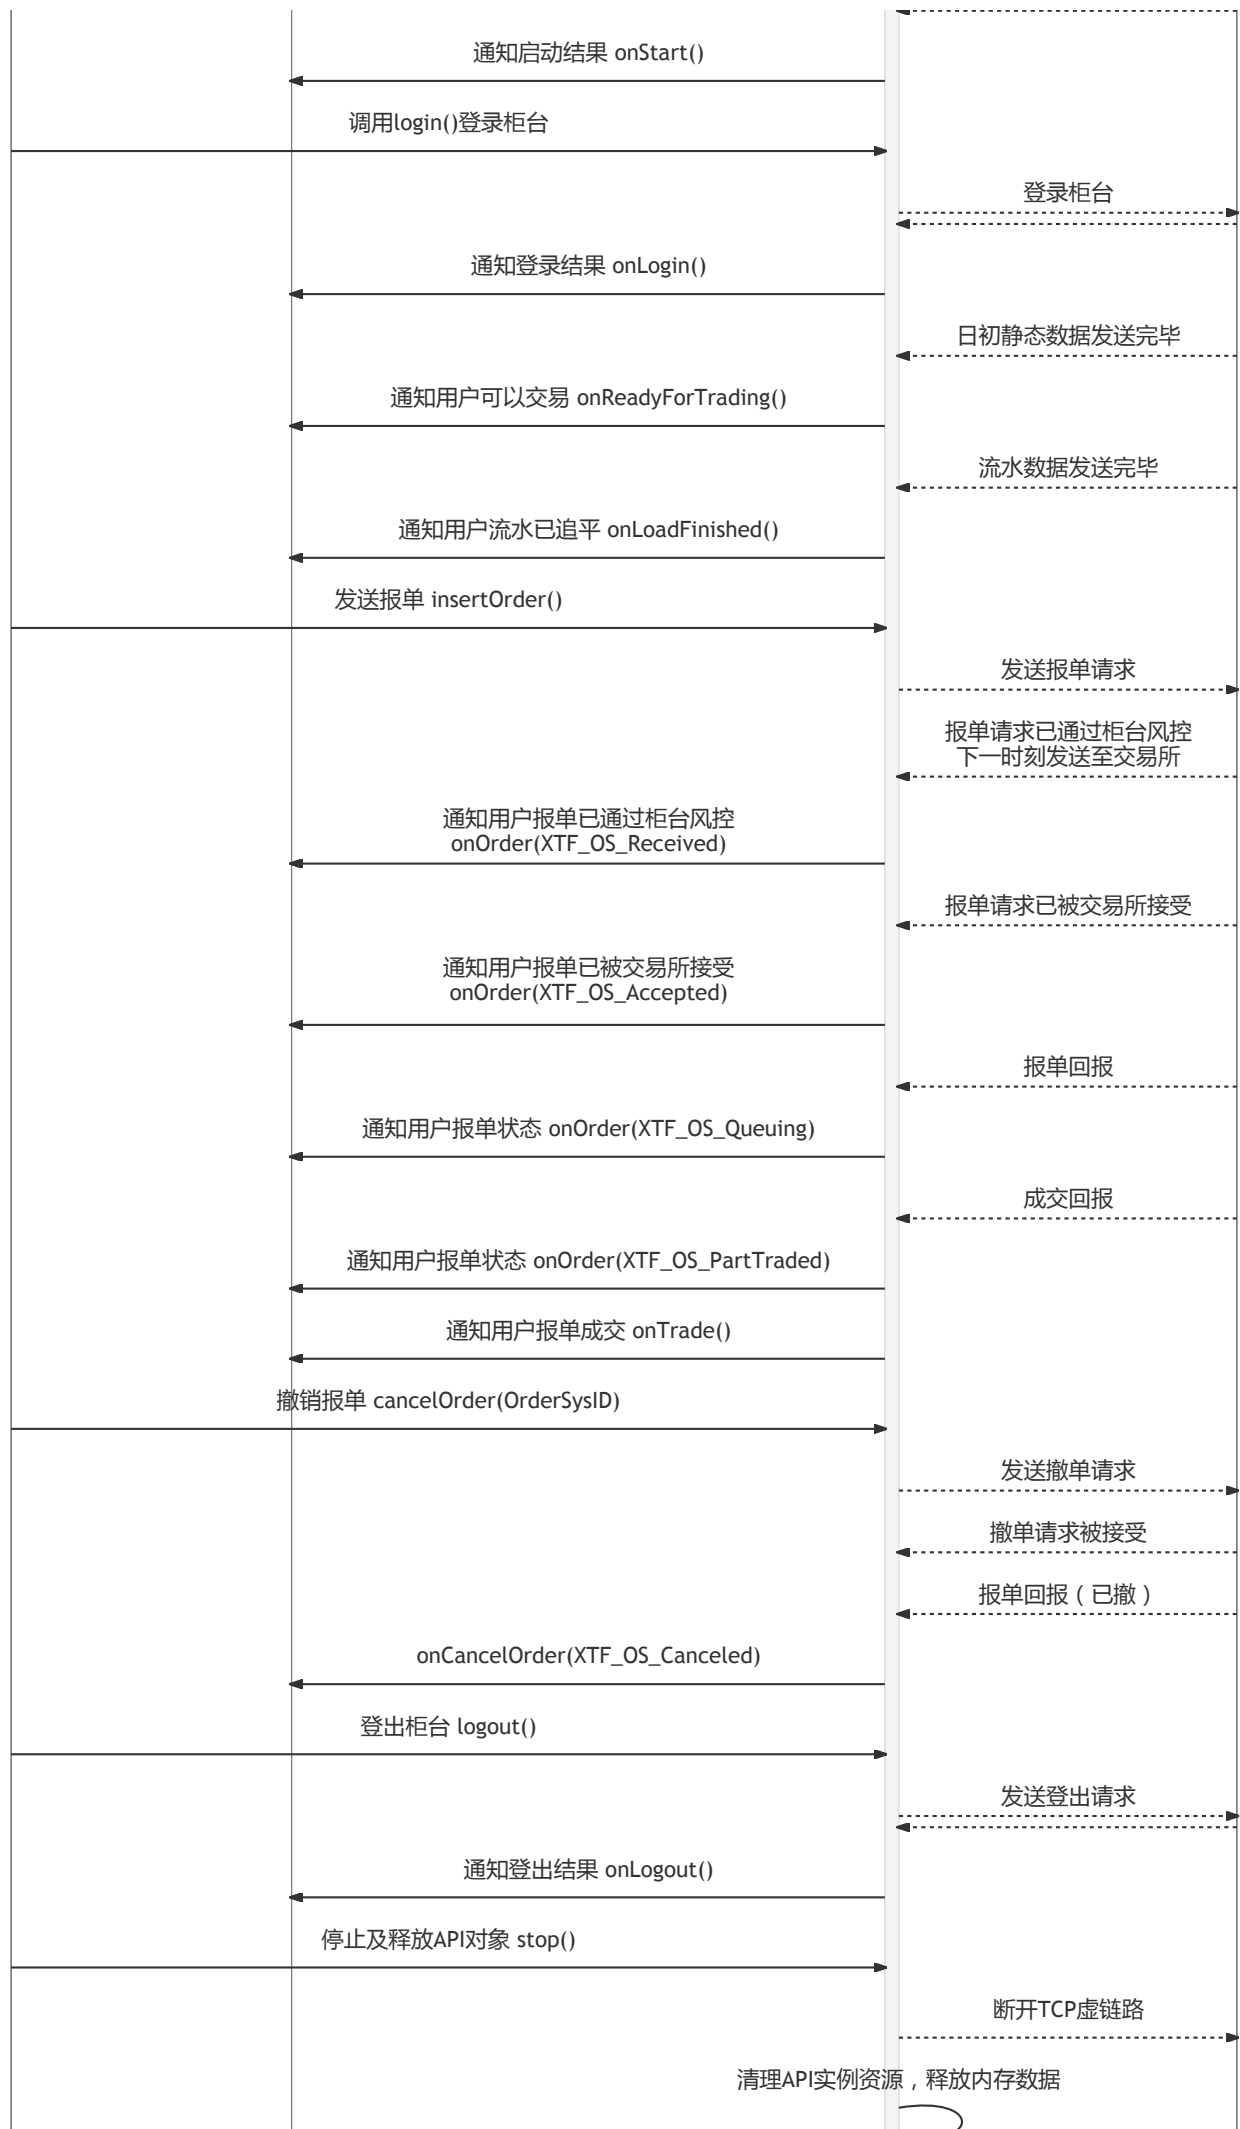 通知启动结果 onStart()
调用login()登录柜台
登录柜台
通知登录结果 onLogin()
日初静态数据发送完毕
通知用户可以交易 onReadyForTrading()
流水数据发送完毕
通知用户流水已追平 onLoadFinished()
发送报单 insertOrder()
发送报单请求
报单请求已通过柜台风控
下一时刻发送至交易所
通知用户报单已通过柜台风控
onOrder(XTF_OS_Received)
报单请求已被交易所接受
通知用户报单已被交易所接受
onOrder(XTF_OS_Accepted)
报单回报
通知用户报单状态 onOrder(XTF_OS_Queuing)
成交回报
通知用户报单状态 onOrder(XTF_OS_PartTraded)
通知用户报单成交 onTrade()
撤销报单 cancelOrder(OrderSysID)
发送撤单请求
撤单请求被接受
报单回报（已撤）
onCancelOrder(XTF_OS_Canceled)
登出柜台 logout()
发送登出请求
通知登出结果 onLogout()
停止及释放API对象 stop()
断开TCP虚链路
清理API实例资源，释放内存数据